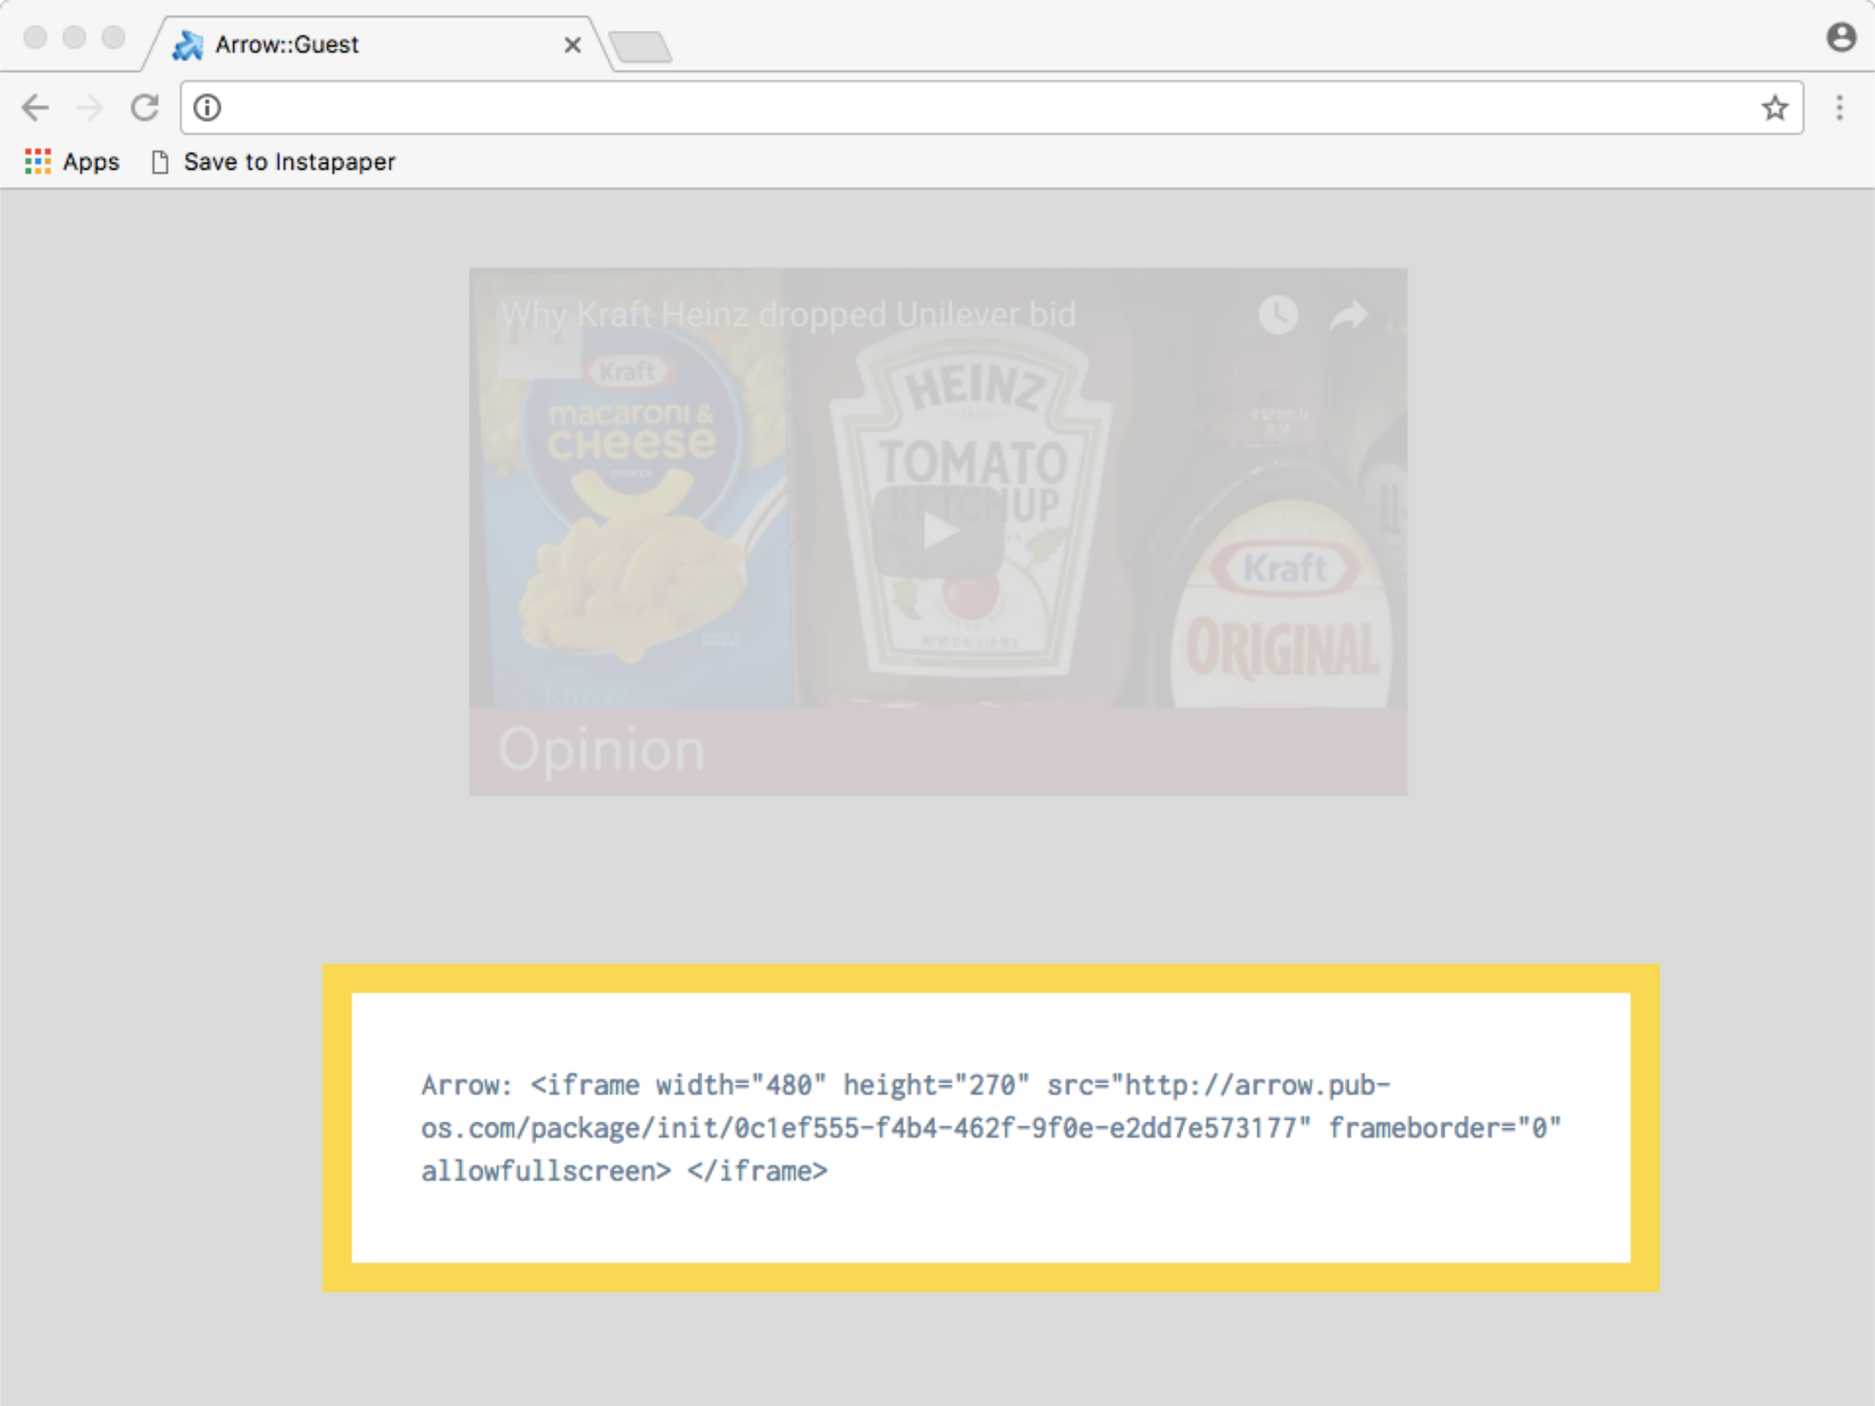 Arrow::Guest
Apps
Save to Instapaper
Why Kraft Heinz dropped Unilever bid
Kraft
macaroni &
CHEESE
HEINZ
TOMATO
KETCHUP
Kraft
ORIGINAL
Opinion
Arrow: <iframe width="480" height="270" src="http://arrow.pub-
os.com/package/init/0c1ef555-f4b4-462f-9f0e-e2dd7e573177" frameborder="0"
allowfullscreen> </iframe>